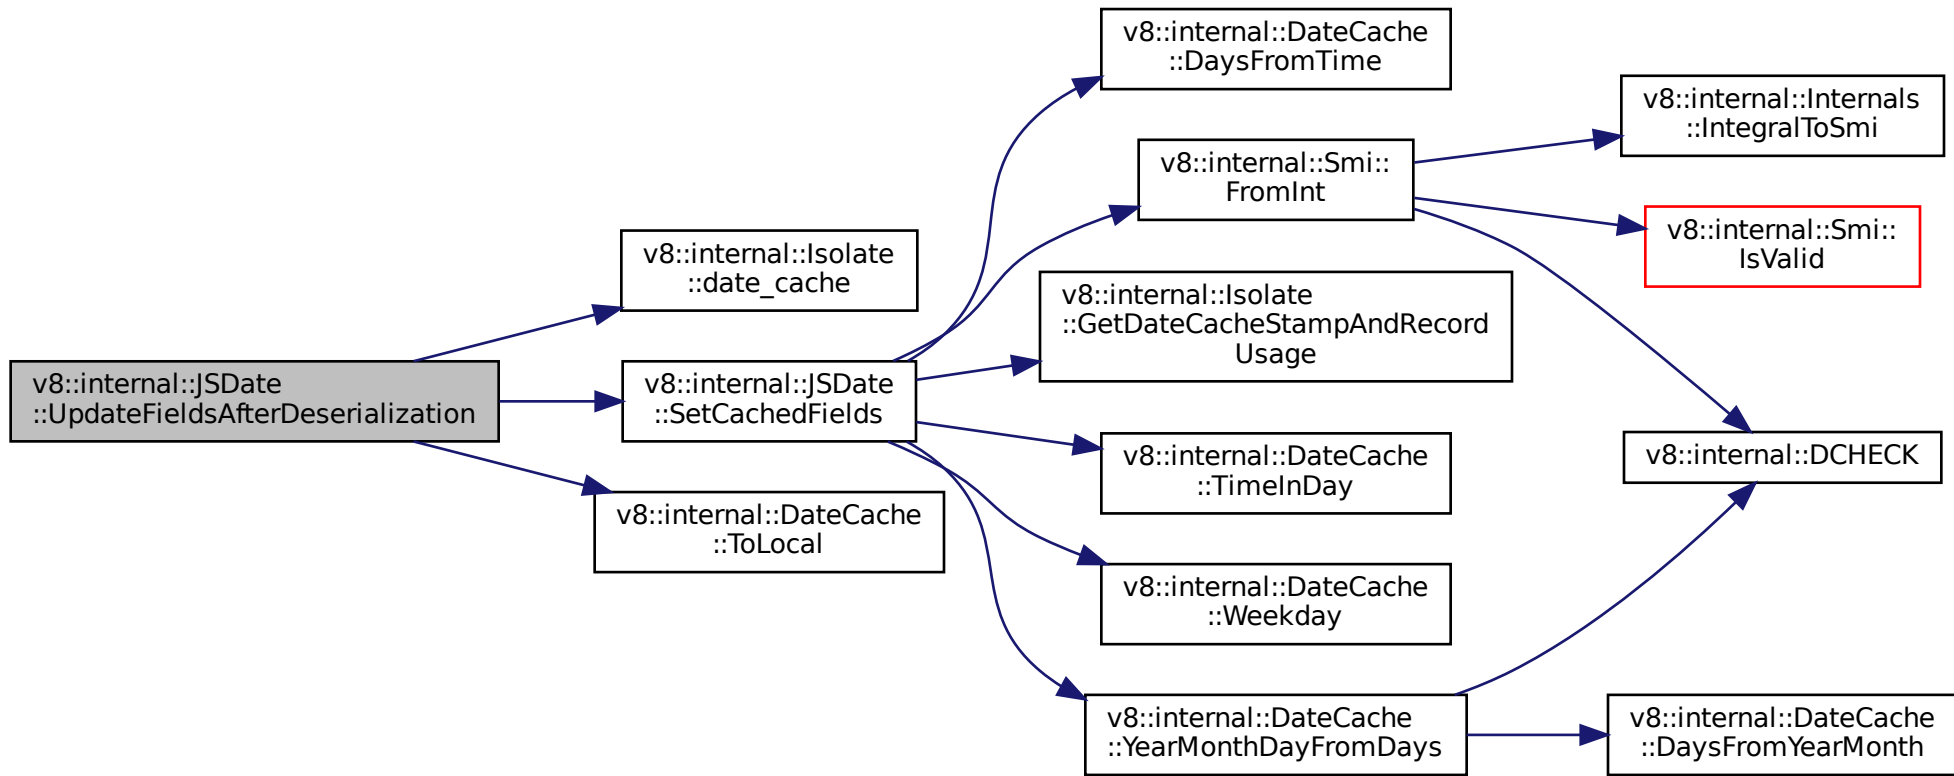 v8::internal::JSDate
::UpdateFieldsAfterDeserialization
v8::internal::Isolate
::date_cache
v8::internal::JSDate
::SetCachedFields
v8::internal::DateCache
::ToLocal
v8::internal::DateCache
::DaysFromTime
v8::internal::Smi::
FromInt
v8::internal::Isolate
::GetDateCacheStampAndRecord
Usage
v8::internal::DateCache
::TimeInDay
v8::internal::DateCache
::Weekday
v8::internal::DateCache
::YearMonthDayFromDays
v8::internal::Internals
::IntegralToSmi
v8::internal::Smi::
IsValid
v8::internal::DCHECK
v8::internal::DateCache
::DaysFromYearMonth